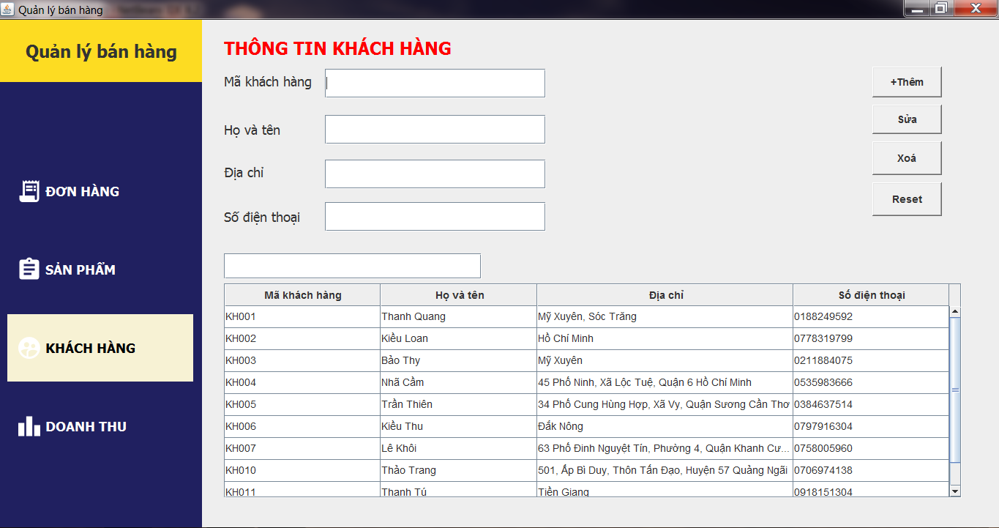 Quản lý bán hàng
Quản lý bán hàng
ĐƠN HÀNG
SẢN PHẨM
KHÁCH HÀNG
DOANH THU
THÔNG TIN KHÁCH HÀNG
Mã khách hàng
Họ và tên
Địa chỉ
Số điện thoại
+Thêm
Sửa
Xoá
Reset
Mã khách hàng Họ và tên Địa chỉ Số điện thoại
KH001 Thanh Quang Mỹ Xuyên, Sóc Trăng 0188249592
KH002 Kiều Loan Hồ Chí Minh 0778319799
KH003 Bảo Thy Mỹ Xuyên 0211884075
KH004 Nhã Cầm 45 Phố Ninh, Xã Lộc Tuệ, Quận 6 Hồ Chí Minh 0535983666
KH005 Trần Thiên 34 Phố Cung Hùng Hợp, Xã Vy, Quận Sương Cần Thơ 0384637514
KH006 Kiều Thu Đắk Nông 0797916304
KH007 Lê Khôi 63 Phố Đinh Nguyệt Tín, Phường 4, Quận Khanh Cư... 0758005960
KH010 Thảo Trang 501, Ấp Bì Duy, Thôn Tấn Đạo, Huyện 57 Quảng Ngãi 0706974138
KH011 Thanh Tú Tiền Giang 0918151304